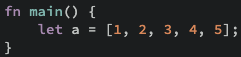 fn main() {
    let a = [1, 2, 3, 4, 5];
}